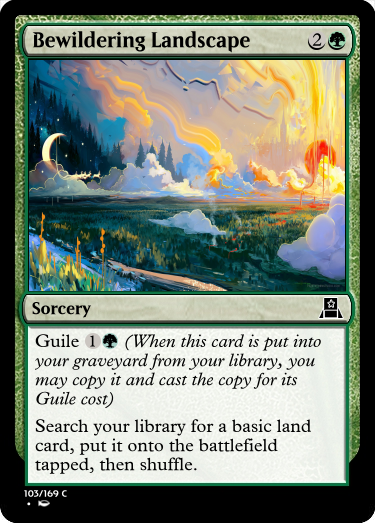 Bewildering Landscape 2
Sorcery
Guile 1 (When this card is put into
your graveyard from your library, you
may copy it and cast the copy for its
Guile cost)
Search your library for a basic land
card, put it onto the battlefield
tapped, then shuffle.
103/169 C